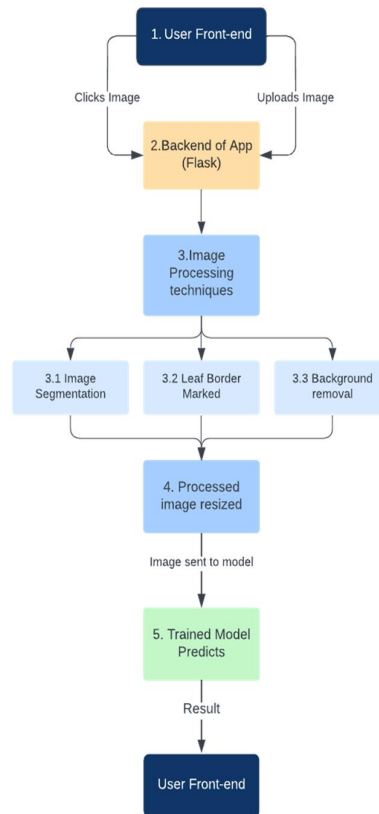 1. User Front-end
Clicks Image
Uploads Image
2.Backend of App
(Flask)
3.Image
Processing
techniques
3.1 Image
Segmentation
3.2 Leaf Border
Marked
3.3 Background
removal
4. Processed
image resized
Image sent to model
5. Trained Model
Predicts
Result
User Front-end